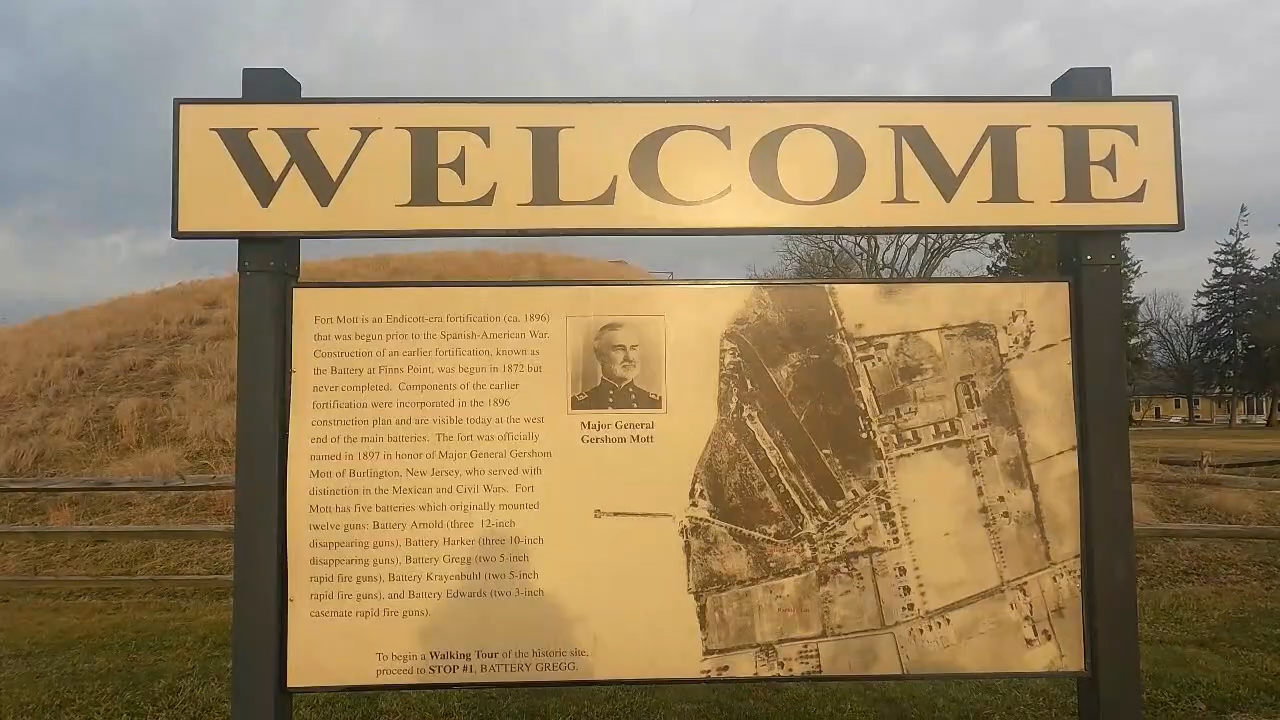 WELCOME
Fort Mott is an Endicott-era fortification (ca. 1896)
that was begun prior to the Spanish-American War.
Construction of an earlier fortification, known as
the Battery at Finns Point, was begun in 1872 but
never completed. Components of the earlier
fortification were incorporated in the 1896
construction plan and are visible today at the west
end of the main batteries. The fort was officially
named in 1897 in honor of Major General Gershom
Mott of Burlington, New Jersey, who served with
distinction in the Mexican and Civil Wars. Fort
Mott has five batteries which originally mounted
twelve guns: Battery Arnold (three 12-inch
disappearing guns), Battery Harker (three 10-inch
disappearing guns), Battery Gregg (two 5-inch
rapid fire guns), Battery Krayenbuhl (two 5-inch
rapid fire guns), and Battery Edwards (two 3-inch
casemate rapid fire guns).
To begin a Walking Tour of the historic site,
proceed to STOP #1, BATTERY GREGG.
Major General
Gershom Mott